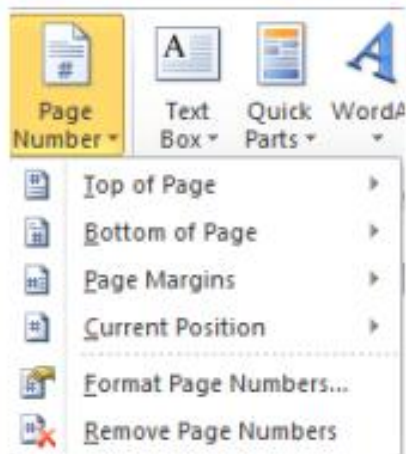 Page Number
Text Box
Quick Parts
WordA
Top of Page
Bottom of Page
Page Margins
Current Position
Format Page Numbers...
Remove Page Numbers